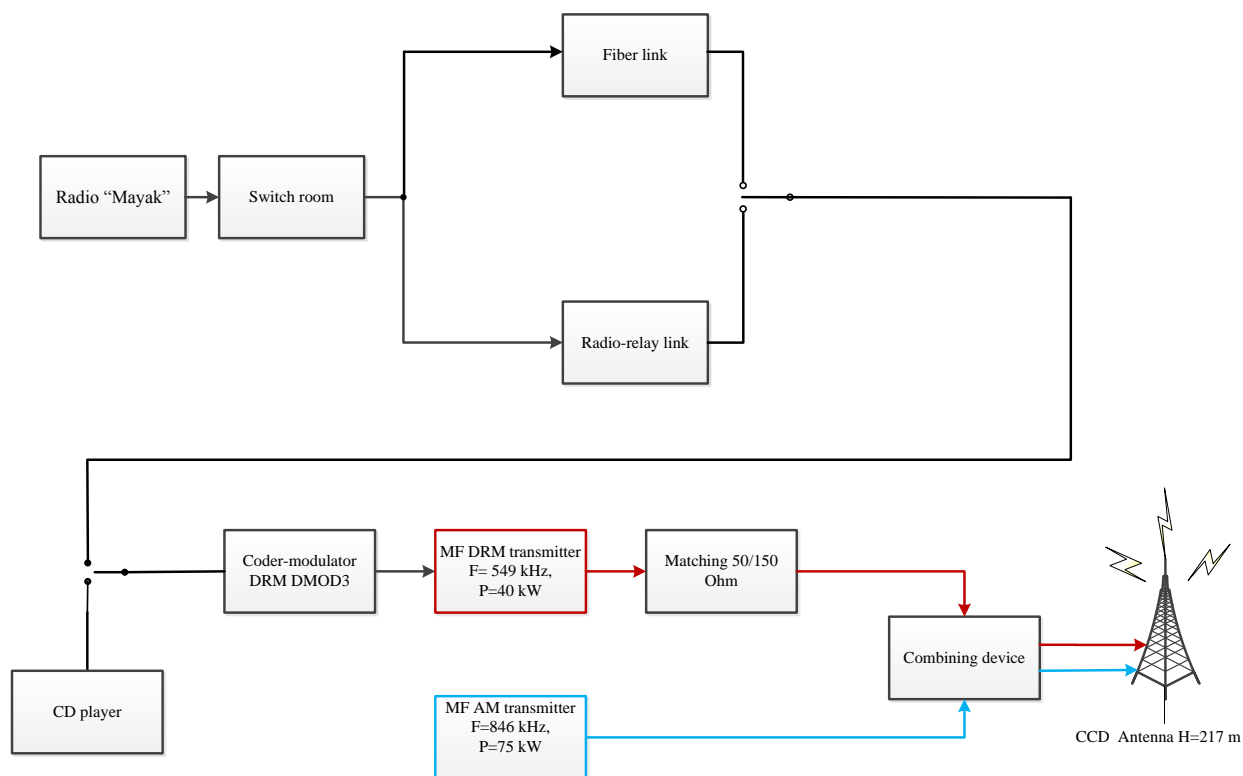 Fiber link
Radio “Mayak”
Switch room
Radio-relay link
Coder-modulator
DRM DMOD3
MF DRM transmitter
F= 549 kHz,
P=40 kW
Matching 50/150
Ohm
Combining device
CD player
MF AM transmitter
F=846 kHz,
P=75 kW
CCD Antenna H=217 m